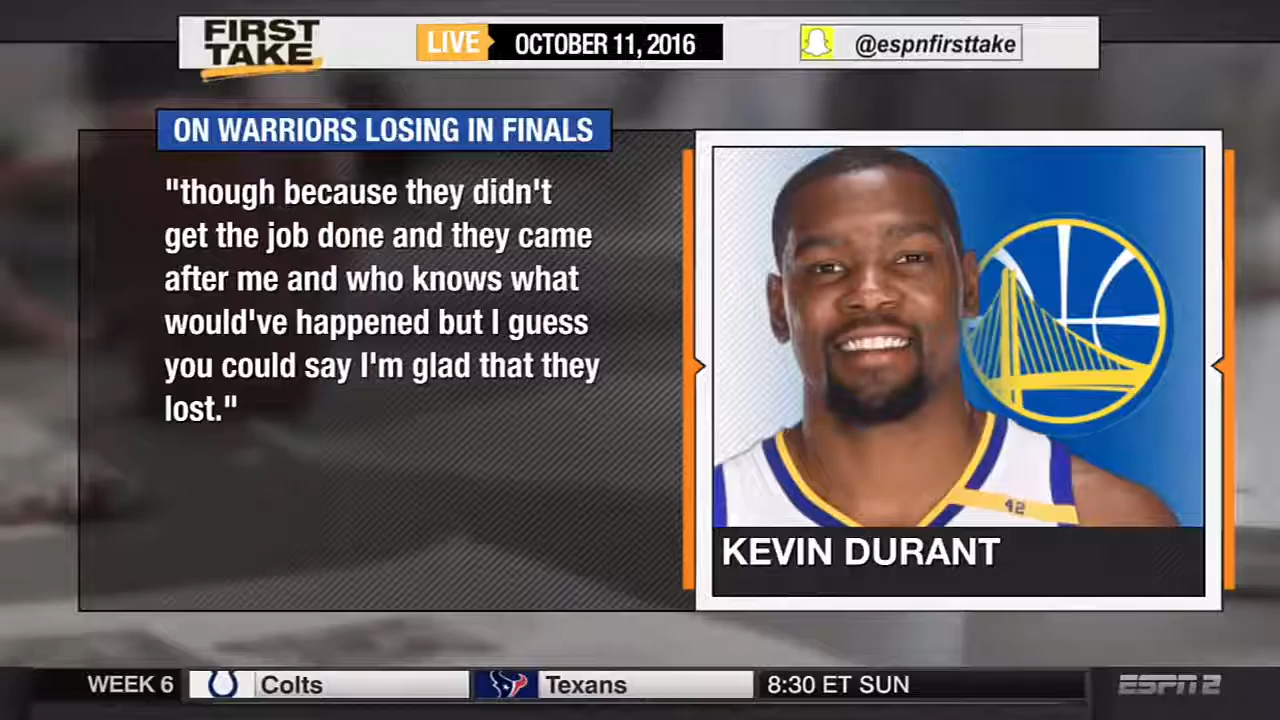 FIRST
TAKE
LIVE
OCTOBER 11, 2016
@espnfirsttake
ON WARRIORS LOSING IN FINALS
"though because they didn't
get the job done and they came
after me and who knows what
would've happened but I guess
you could say I'm glad that they
lost."
42
KEVIN DURANT
WEEK 6
Colts
Texans
8:30 ET SUN
ESPN2